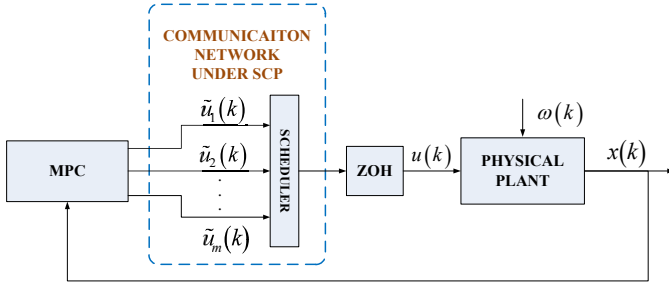 COMMUNICAITON
NETWORK
UNDER SCP
ũ₁(k)
ũ₂(k)
⋮
ũₘ(k)
SCHEDULER
MPC
ZOH
u(k)
ω(k)
PHYSICAL
PLANT
x(k)